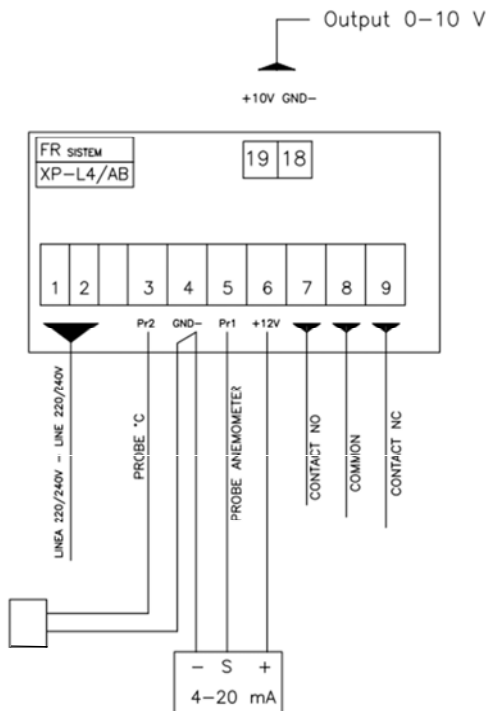 Output 0-10 V
+10V GND-
FR SISTEM
XP-L4/AB
19 18
1 2 3 4 5 6 7 8 9
Pr2 GND- Pr1 +12V
LINEA 220/240V - LINE 220/240V
PROBE °C
PROBE ANEMOMETER
CONTACT NO
COMMON
CONTACT NC
- S +
4-20 mA